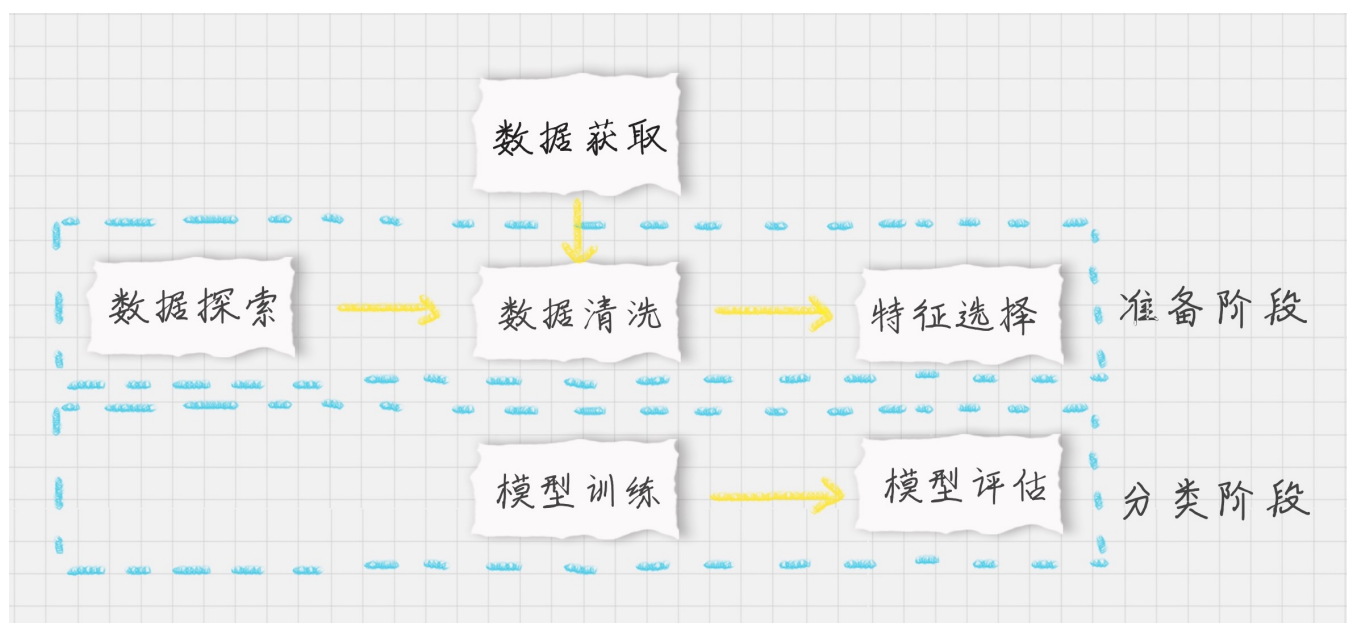 数据获取
数据探索
数据清洗
特征选择
准备阶段
模型训练
模型评估
分类阶段